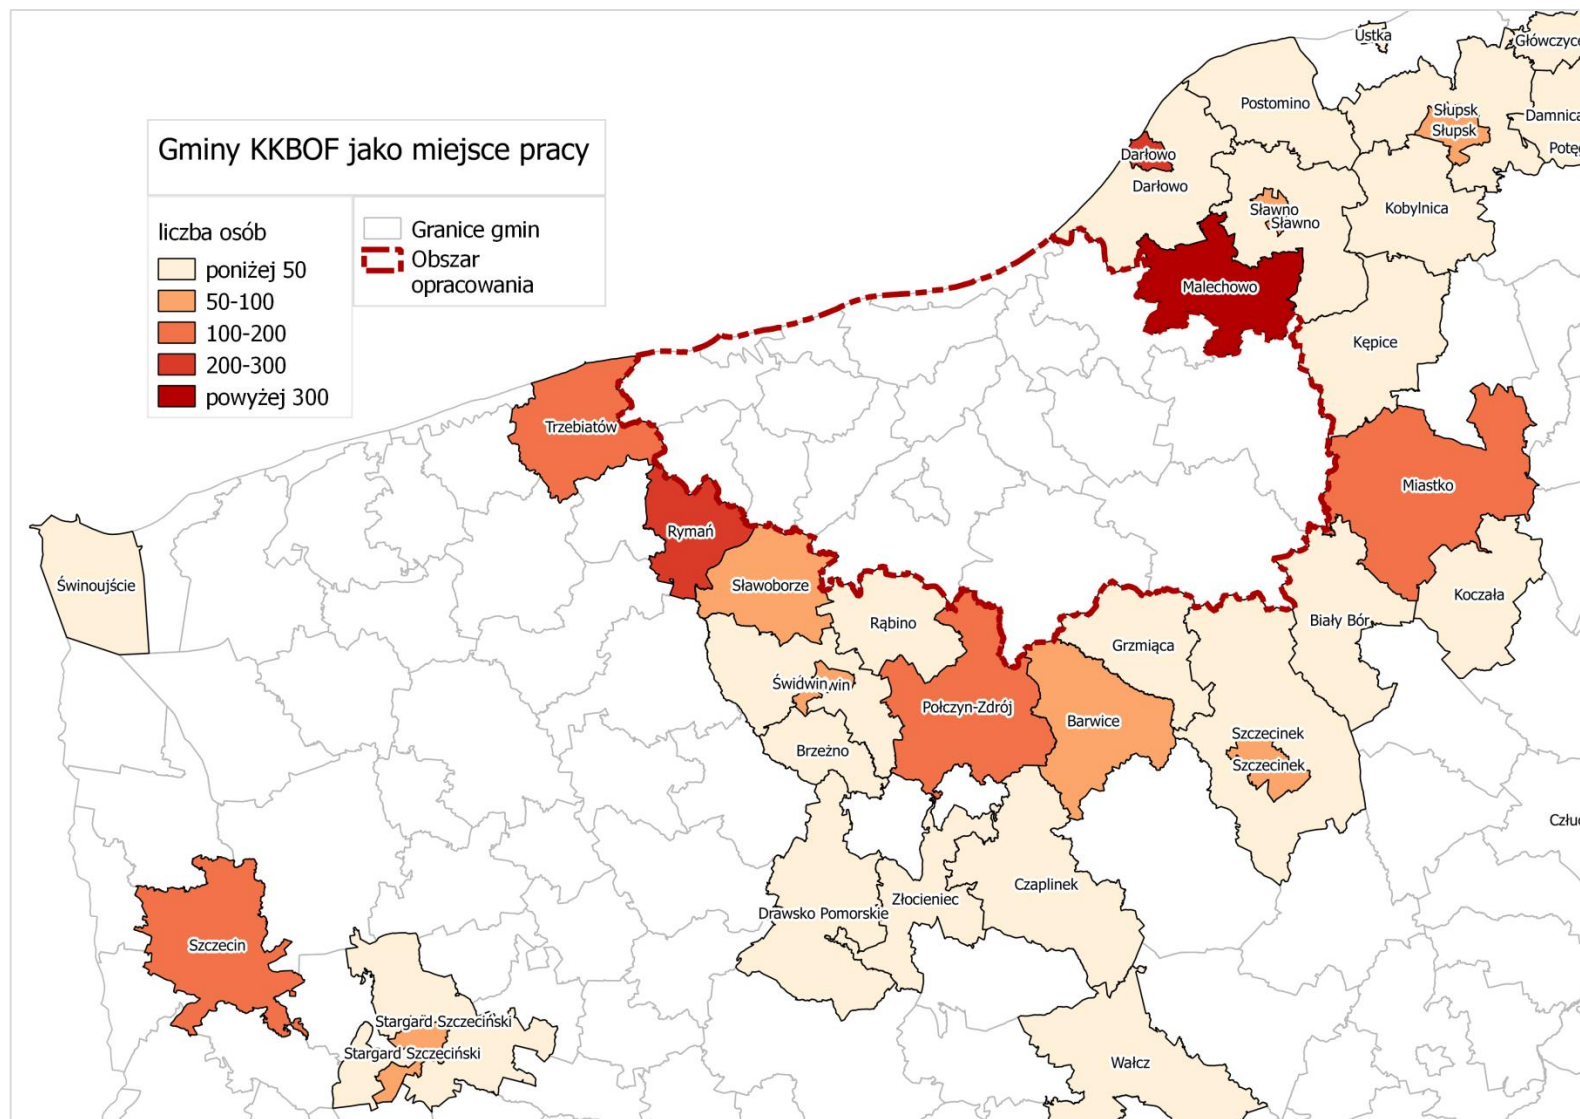 Gminy KKBOF jako miejsce pracy
liczba osób
poniżej 50
50-100
100-200
200-300
powyżej 300
Granice gmin
Obszar
opracowania
Ustka
Główczyce
Postomino
Słupsk
Słupsk
Damnica
Potęg
Darłowo
Darłowo
Sławno
Sławno
Kobylnica
Malechowo
Kępice
Trzebiatów
Miastko
Rymań
Świnoujście
Sławoborze
Rąbino
Koczała
Biały Bór
Grzmiąca
Świdwin
win
Połczyn-Zdrój
Barwice
Szczecinek
Szczecinek
Brzeżno
Człuc
Czaplinek
Złocieniec
Drawsko Pomorskie
Szczecin
Stargard Szczeciński
Stargard Szczeciński
Wałcz